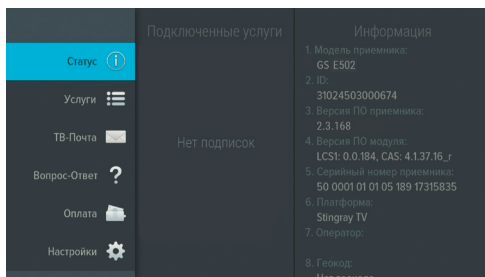 Статус
Услуги
ТВ-Почта
Вопрос-Ответ
Оплата
Настройки
Подключенные услуги
Нет подписок
Информация
1. Модель приемника:
GS E502
2. ID:
31024503000674
3. Версия ПО приемника:
2.3.168
4. Версия ПО модуля:
LCS1: 0.0.184, CAS: 4.1.37.16_r
5. Серийный номер приемника:
50 0001 01 01 05 189 17315835
6. Платформа:
Stingray TV
7. Оператор:
8. Геокод: